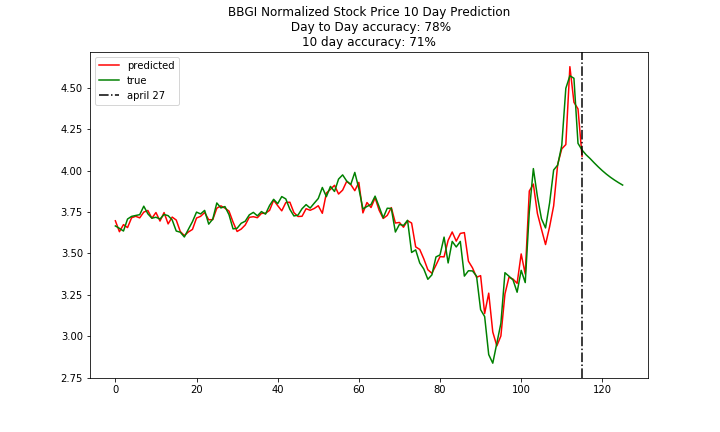 BBGI Normalized Stock Price 10 Day Prediction
Day to Day accuracy: 78%
10 day accuracy: 71%
predicted
true
april 27
4.50
4.25
4.00
3.75
3.50
3.25
3.00
2.75
0
20
40
60
80
100
120